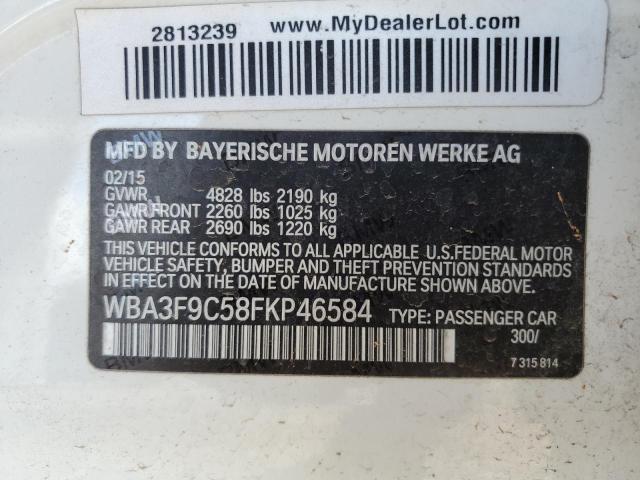 2813239 www.MyDealerLot.com
MFD BY BAYERISCHE MOTOREN WERKE AG
02/15
GVWR 4828 lbs 2190 kg
GAWR FRONT 2260 lbs 1025 kg
GAWR REAR 2690 lbs 1220 kg
THIS VEHICLE CONFORMS TO ALL APPLICABLE U.S. FEDERAL MOTOR
VEHICLE SAFETY, BUMPER AND THEFT PREVENTION STANDARDS
IN EFFECT ON THE DATE OF MANUFACTURE SHOWN ABOVE.
WBA3F9C58FKP46584 TYPE: PASSENGER CAR
300/
7 315 814